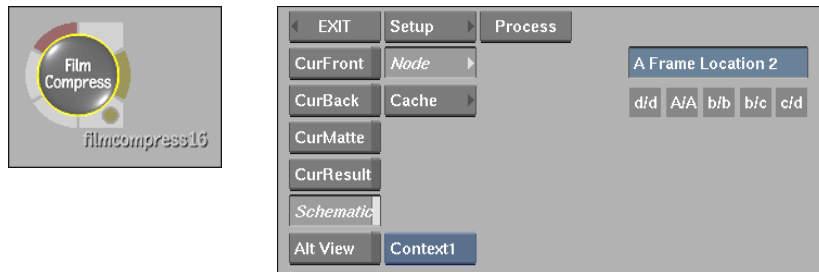 Film
Compress
filmcompress16
EXIT Setup Process
CurFront Node A Frame Location 2
CurBack Cache d/d A/A b/b b/c c/d
CurMatte
CurResult
Schematic
Alt View Context1